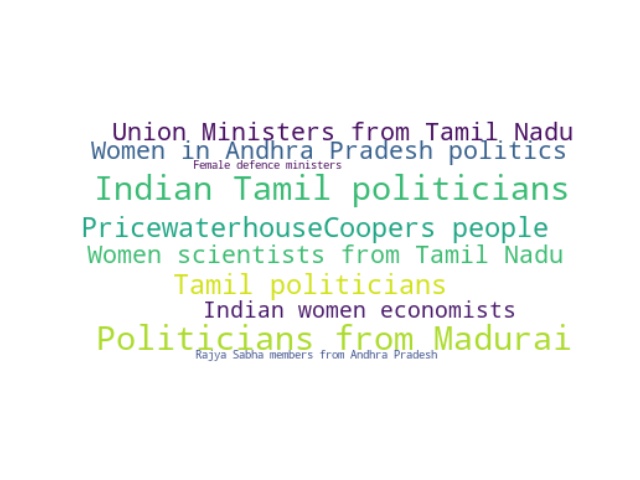 Union Ministers from Tamil Nadu
Women in Andhra Pradesh politics
Female defence ministers
Indian Tamil politicians
PricewaterhouseCoopers people
Women scientists from Tamil Nadu
Tamil politicians
Indian women economists
Politicians from Madurai
Rajya Sabha members from Andhra Pradesh